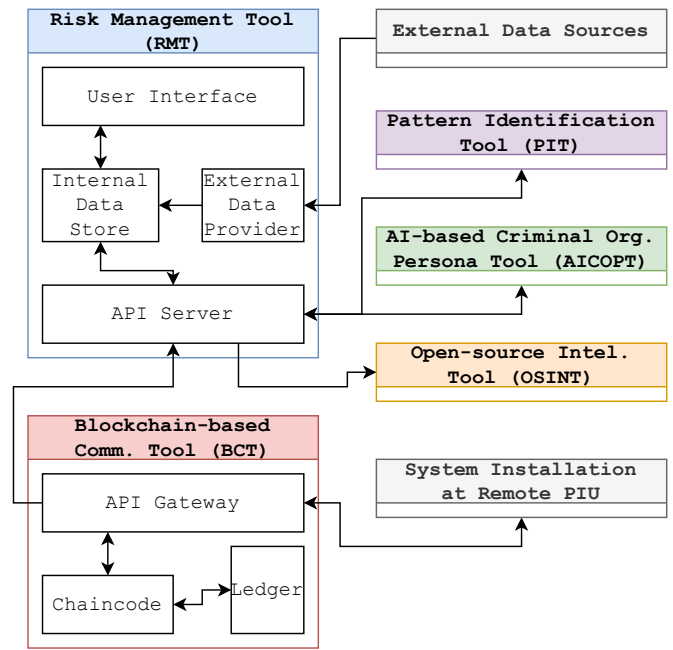 Risk Management Tool
(RMT)
User Interface
Internal
Data
Store
External
Data
Provider
API Server
External Data Sources
Pattern Identification
Tool (PIT)
AI-based Criminal Org.
Persona Tool (AICOPT)
Open-source Intel.
Tool (OSINT)
Blockchain-based
Comm. Tool (BCT)
API Gateway
Chaincode
Ledger
System Installation
at Remote PIU